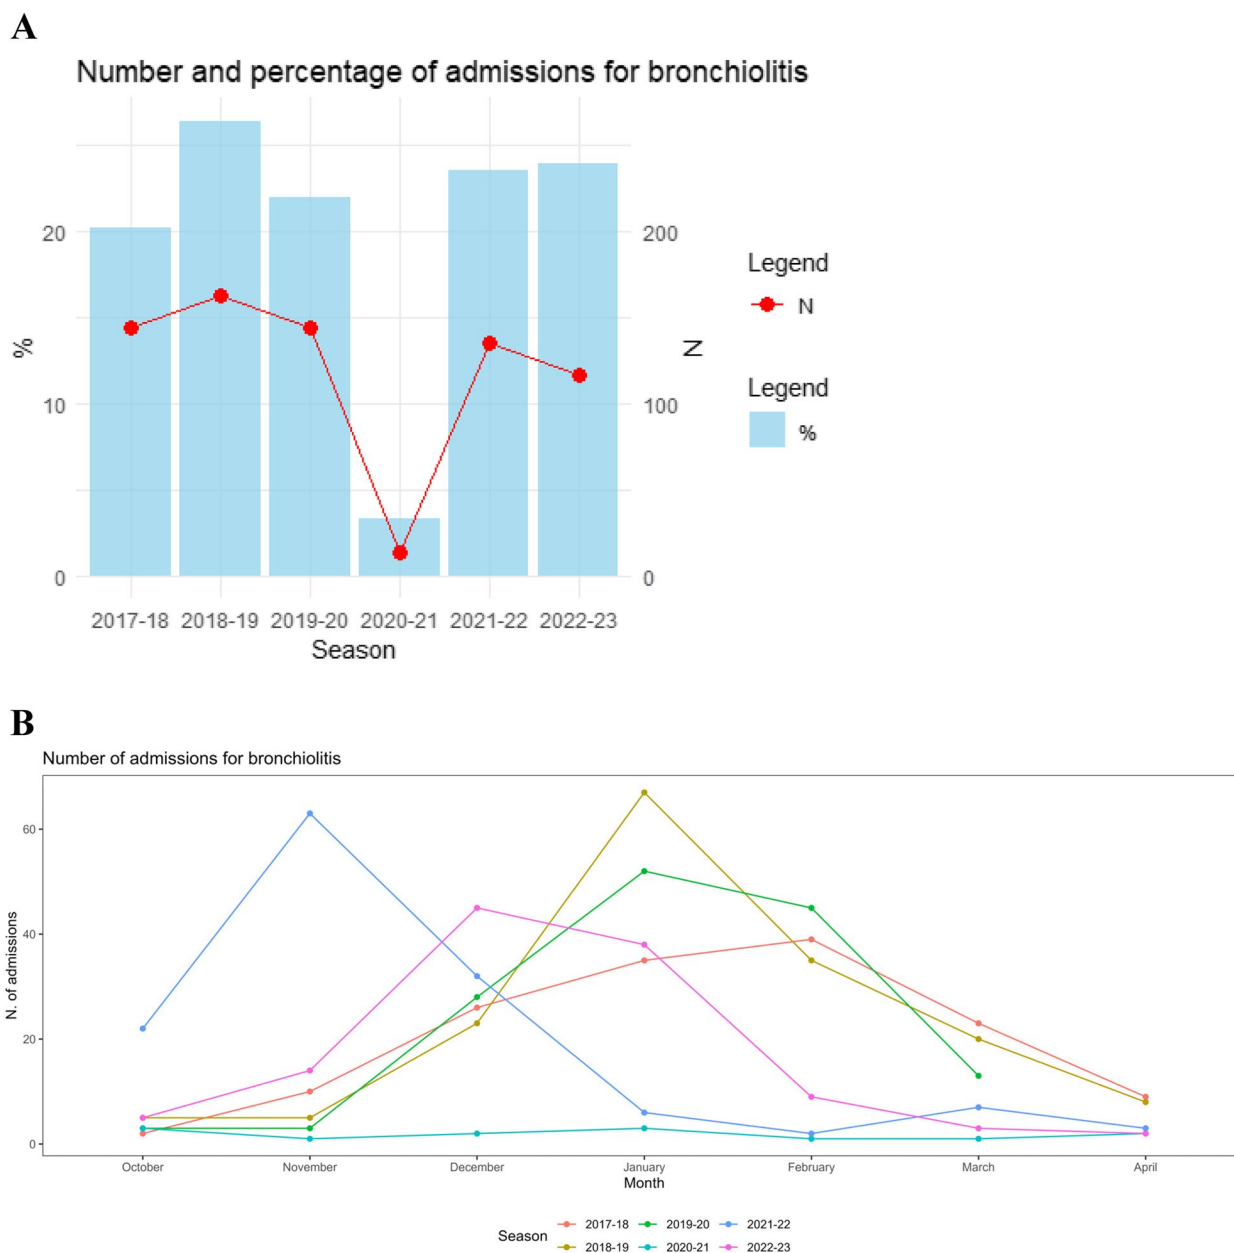 A
Number and percentage of admissions for bronchiolitis
20
10
0
%
200
100
0
N
Legend
N
Legend
%
2017-18 2018-19 2019-20 2020-21 2021-22 2022-23
Season
B
Number of admissions for bronchiolitis
60
40
20
0
N. of admissions
October November December January February March April
Month
Season
2017-18 2019-20 2021-22
2018-19 2020-21 2022-23